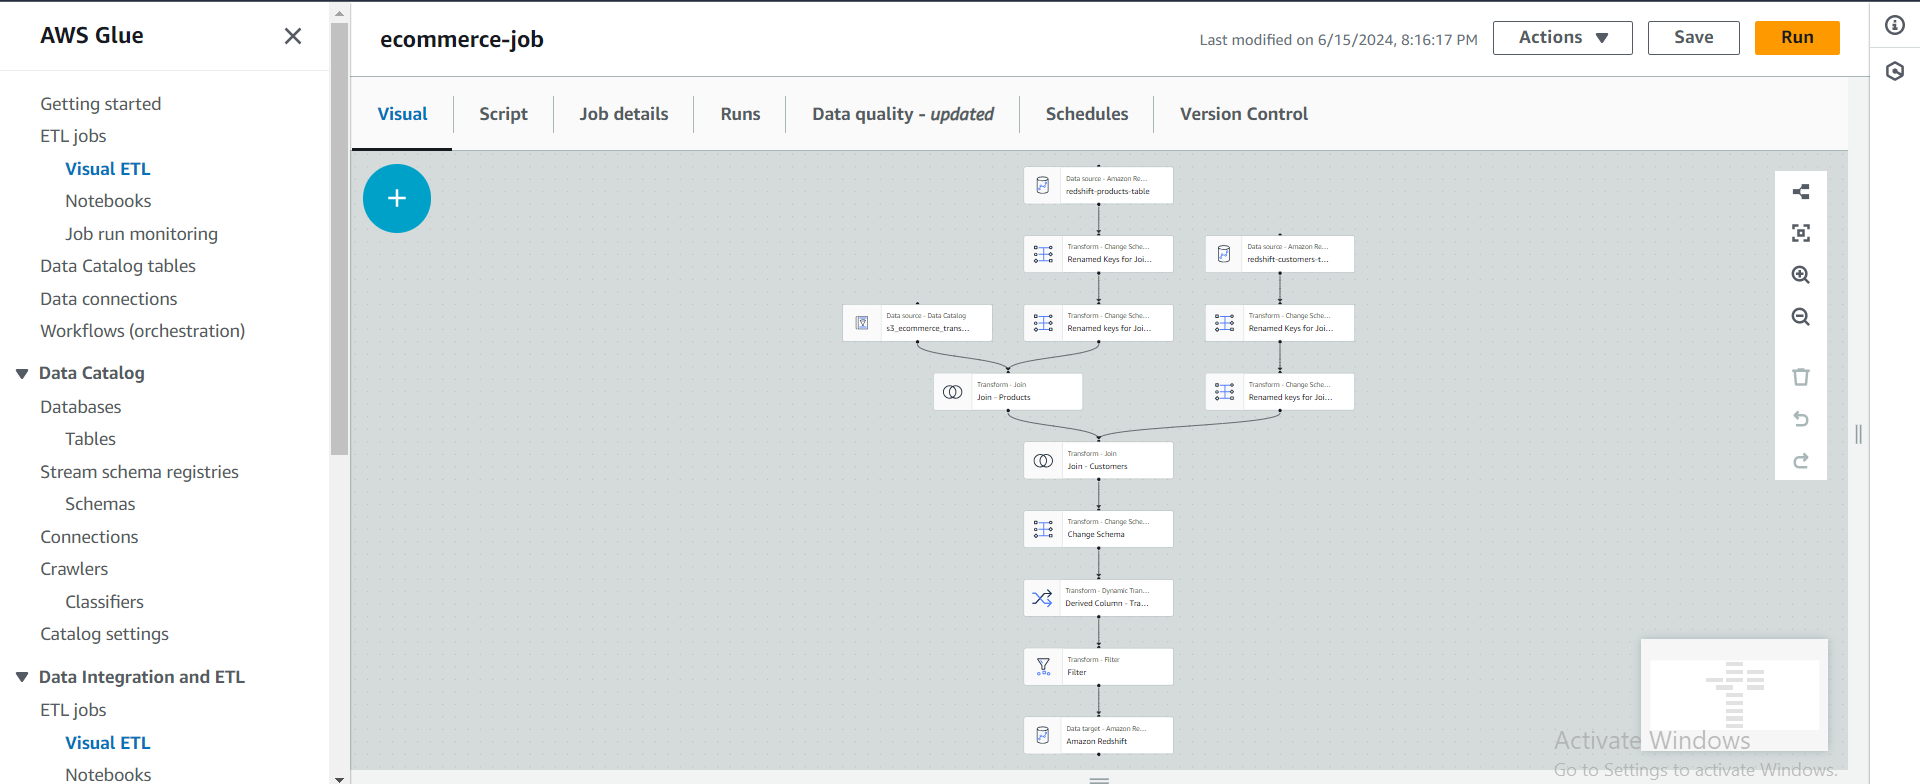 AWS Glue
Getting started
ETL jobs
Visual ETL
Notebooks
Job run monitoring
Data Catalog tables
Data connections
Workflows (orchestration)
Data Catalog
Databases
Tables
Stream schema registries
Schemas
Connections
Crawlers
Classifiers
Catalog settings
Data Integration and ETL
ETL jobs
Visual ETL
Notebooks
ecommerce-job
Last modified on 6/15/2024, 8:16:17 PM
Actions
Save
Run
Visual
Script
Job details
Runs
Data quality - updated
Schedules
Version Control
Data source - Amazon Re...
redshift-products-table
Transform - Change Sche...
Renamed Keys for Joi...
Data source - Amazon Re...
redshift-customers-t...
Data source - Data Catalog
s3_ecommerce_trans...
Transform - Change Sche...
Renamed keys for Joi...
Transform - Change Sche...
Renamed Keys for Joi...
Transform - Join
Join - Products
Transform - Change Sche...
Renamed keys for Joi...
Transform - Join
Join - Customers
Transform - Change Sche...
Change Schema
Transform - Dynamic Tran...
Derived Column - Tra...
Transform - Filter
Filter
Data target - Amazon Re...
Amazon Redshift
Activate Windows
Go to Settings to activate Windows.